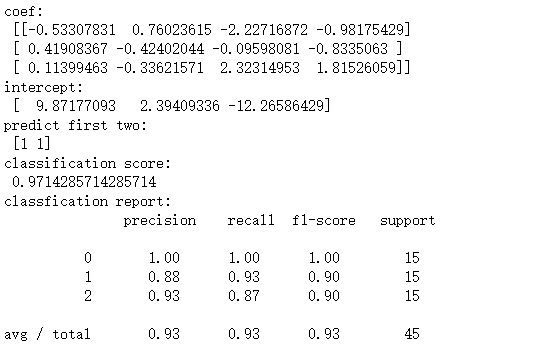 coef:
[[-0.53307831 0.76023615 -2.22716872 -0.98175429]
[ 0.41908367 -0.42402044 -0.09598081 -0.8335063 ]
[ 0.11399463 -0.33621571 2.32314953 1.81526059]]
intercept:
[ 9.87177093 2.39409336 -12.26586429]
predict first two:
[1 1]
classification score:
0.9714285714285714
classfication report:
precision recall f1-score support
0 1.00 1.00 1.00 15
1 0.88 0.93 0.90 15
2 0.93 0.87 0.90 15
avg / total 0.93 0.93 0.93 45